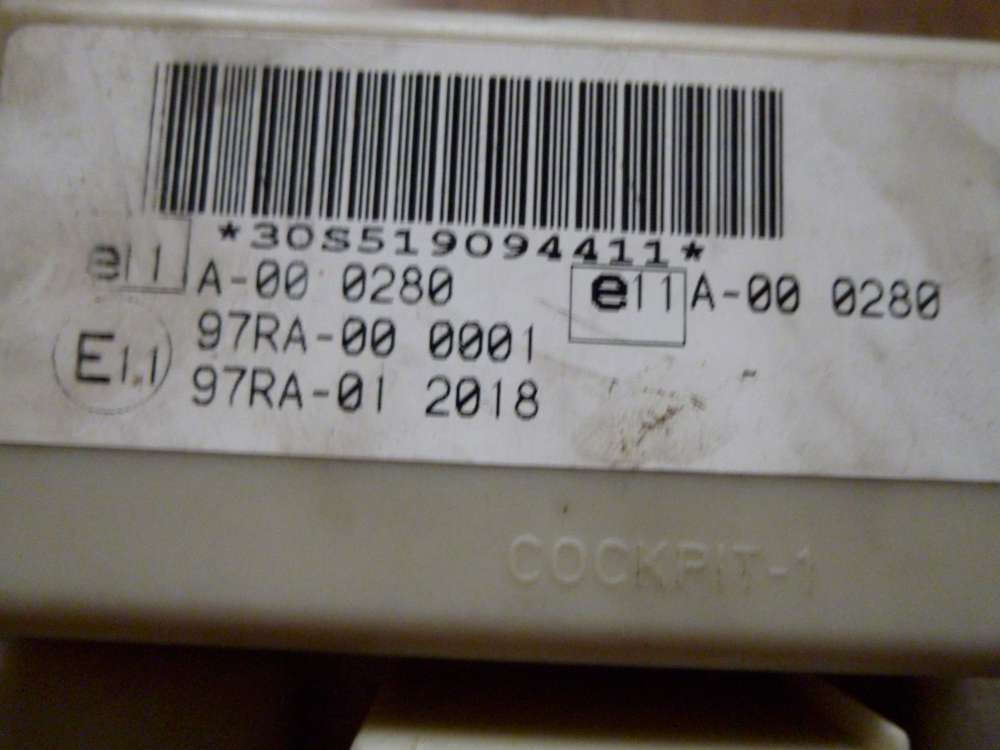 *30S519094411*
e11 A-00 0280 e11 A-00 0280
97RA-00 0001
E11 97RA-01 2018
COCKPIT-1